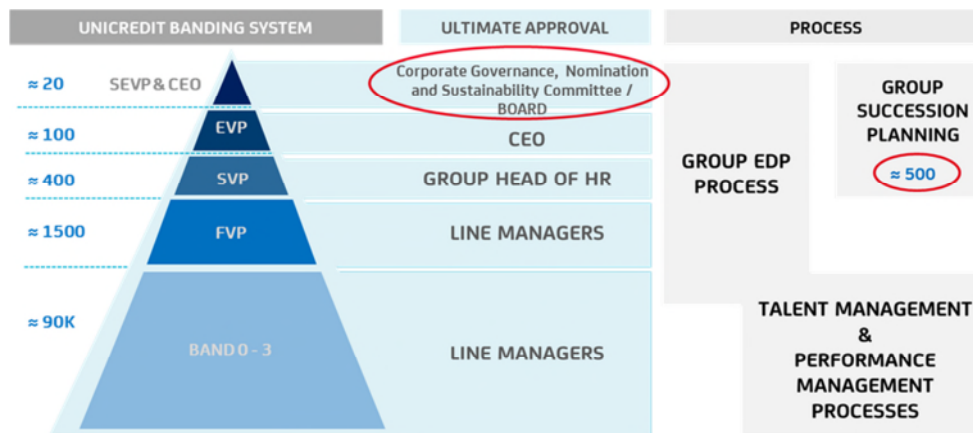 UNICREDIT BANDING SYSTEM
ULTIMATE APPROVAL
PROCESS
≈ 20
SEVP & CEO
Corporate Governance, Nomination
and Sustainability Committee /
BOARD
≈ 100
EVP
CEO
≈ 400
SVP
GROUP HEAD OF HR
≈ 1500
FVP
LINE MANAGERS
≈ 90K
BAND 0 - 3
LINE MANAGERS
GROUP EDP
PROCESS
GROUP
SUCCESSION
PLANNING
≈ 500
TALENT MANAGEMENT
&
PERFORMANCE
MANAGEMENT
PROCESSES